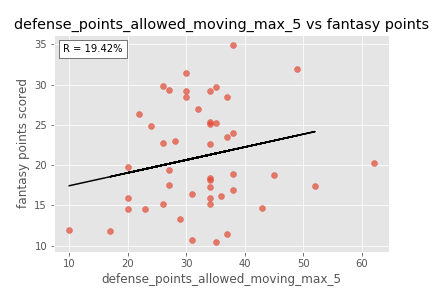 defense_points_allowed_moving_max_5 vs fantasy points
R = 19.42%
35
30
25
20
15
10
fantasy points scored
10 20 30 40 50 60
defense_points_allowed_moving_max_5